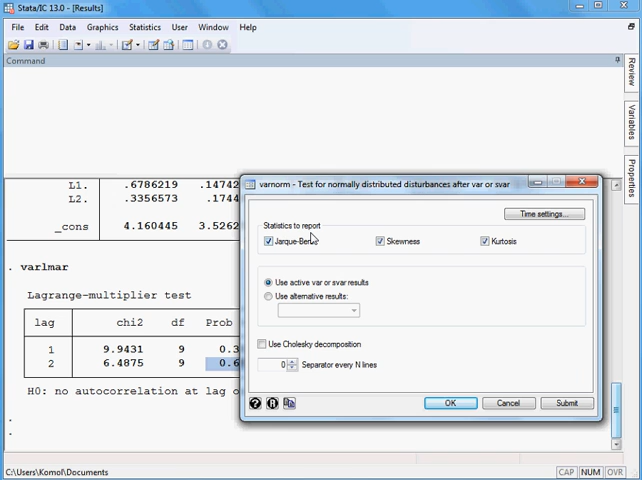 Stata/IC 13.0 - [Results]
File Edit Data Graphics Statistics User Window Help
Command
Review
Variables
Properties
L1. .6786219 .14742
L2. .3356573 .1744
_cons 4.160445 3.5262
. varlmar
Lagrange-multiplier test
lag chi2 df Prob
1 9.9431 9 0.3
2 6.4875 9 0.6
H0: no autocorrelation at lag o
.
.
varnorm - Test for normally distributed disturbances after var or svar
Time settings...
Statistics to report
Jarque-Bera Skewness Kurtosis
Use active var or svar results
Use alternative results:
Use Cholesky decomposition
0 Separator every N lines
OK Cancel Submit
C:\Users\Komol\Documents
CAP NUM OVR